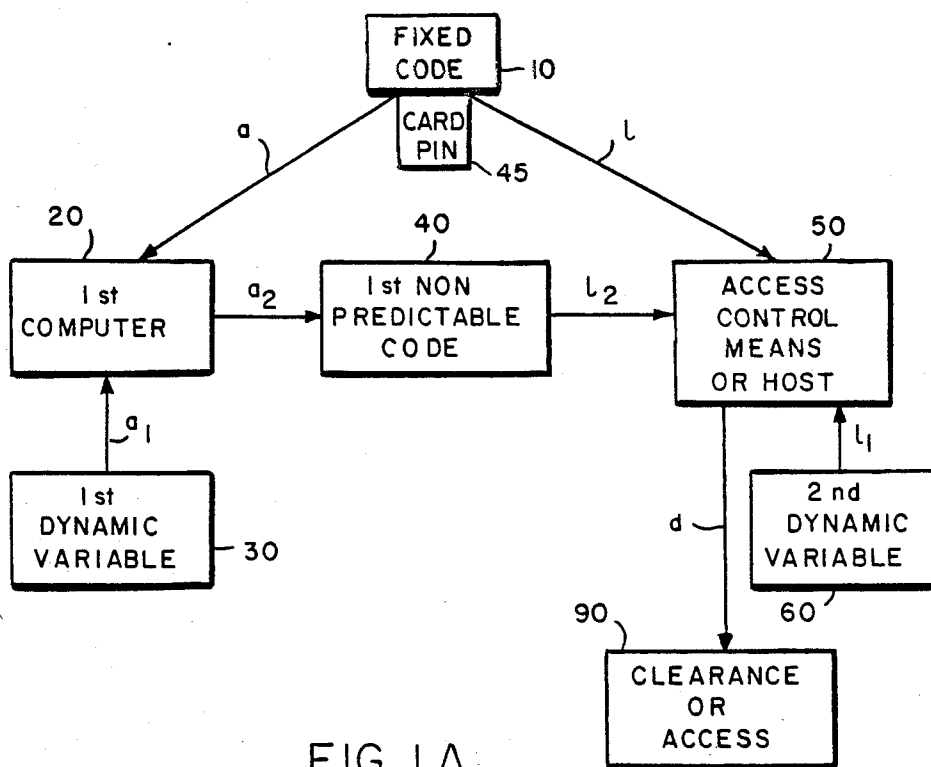 FIXED
CODE
10
CARD
PIN
45
a
l
20
1st
COMPUTER
a2
40
1st NON
PREDICTABLE
CODE
l2
50
ACCESS
CONTROL
MEANS
OR HOST
a1
l1
1st
DYNAMIC
VARIABLE
30
d
2nd
DYNAMIC
VARIABLE
60
90
CLEARANCE
OR
ACCESS
FIG. 1A